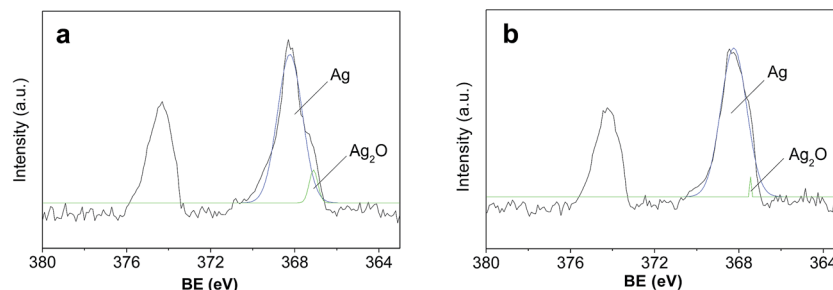 a
Ag
Ag₂O
Intensity (a.u.)
380 376 372 368 364
BE (eV)
b
Ag
Ag₂O
Intensity (a.u.)
380 376 372 368 364
BE (eV)